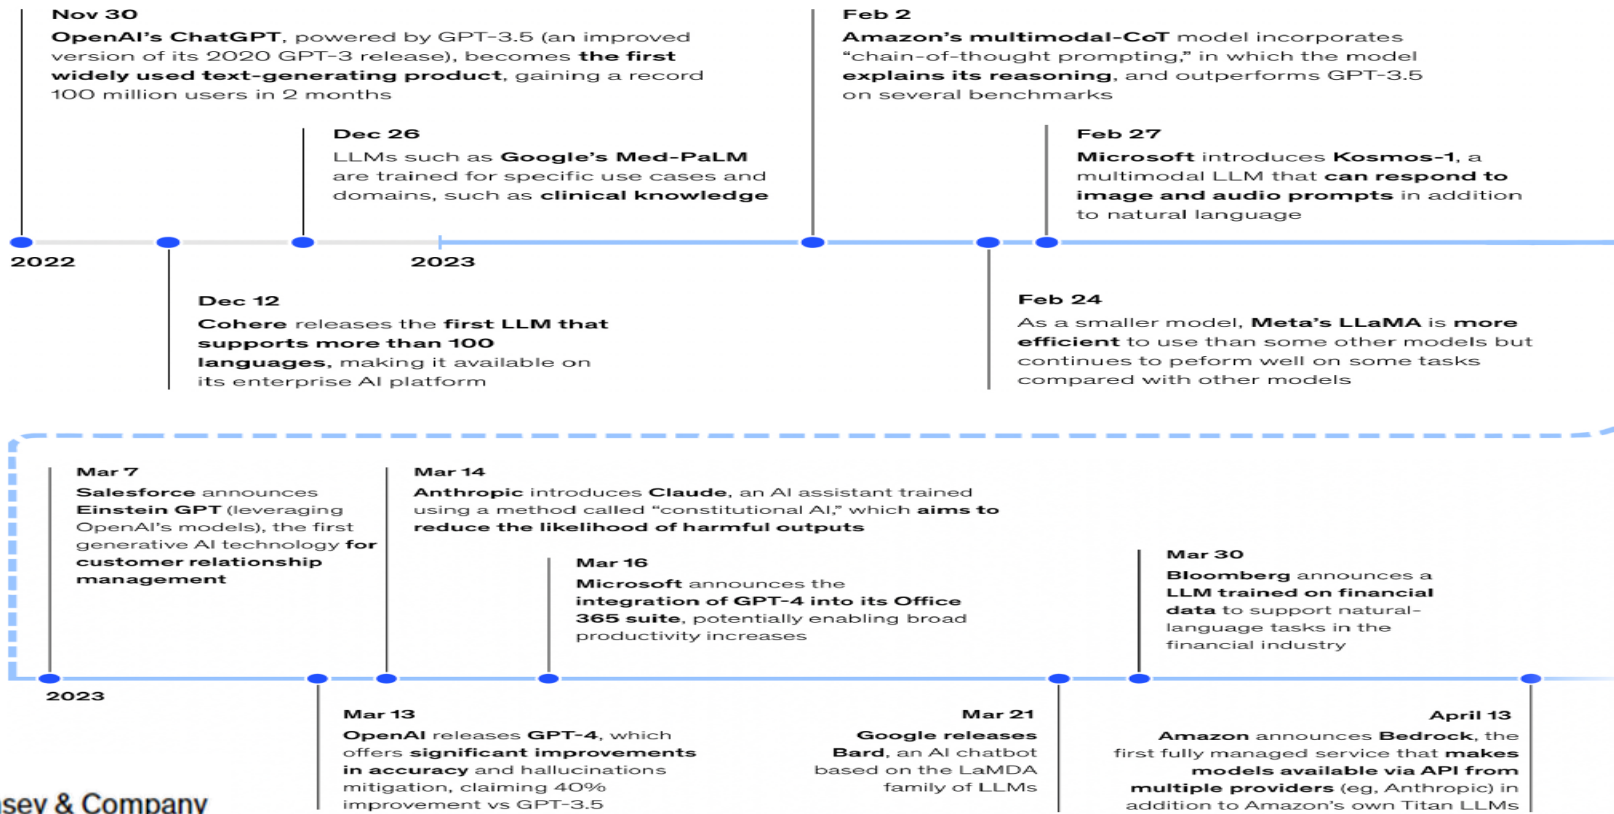 Nov 30
OpenAI's ChatGPT, powered by GPT-3.5 (an improved
version of its 2020 GPT-3 release), becomes the first
widely used text-generating product, gaining a record
100 million users in 2 months
Dec 26
LLMs such as Google's Med-PaLM
are trained for specific use cases and
domains, such as clinical knowledge
Feb 2
Amazon's multimodal-CoT model incorporates
“chain-of-thought prompting,” in which the model
explains its reasoning, and outperforms GPT-3.5
on several benchmarks
Feb 27
Microsoft introduces Kosmos-1, a
multimodal LLM that can respond to
image and audio prompts in addition
to natural language
2022
2023
Dec 12
Cohere releases the first LLM that
supports more than 100
languages, making it available on
its enterprise AI platform
Feb 24
As a smaller model, Meta's LLaMA is more
efficient to use than some other models but
continues to peform well on some tasks
compared with other models
Mar 7
Salesforce announces
Einstein GPT (leveraging
OpenAI's models), the first
generative AI technology for
customer relationship
management
Mar 14
Anthropic introduces Claude, an AI assistant trained
using a method called “constitutional AI,” which aims to
reduce the likelihood of harmful outputs
Mar 16
Microsoft announces the
integration of GPT-4 into its Office
365 suite, potentially enabling broad
productivity increases
Mar 30
Bloomberg announces a
LLM trained on financial
data to support natural-
language tasks in the
financial industry
2023
Mar 13
OpenAI releases GPT-4, which
offers significant improvements
in accuracy and hallucinations
mitigation, claiming 40%
improvement vs GPT-3.5
Mar 21
Google releases
Bard, an AI chatbot
based on the LaMDA
family of LLMs
April 13
Amazon announces Bedrock, the
first fully managed service that makes
models available via API from
multiple providers (eg, Anthropic) in
addition to Amazon's own Titan LLMs
nsey & Company